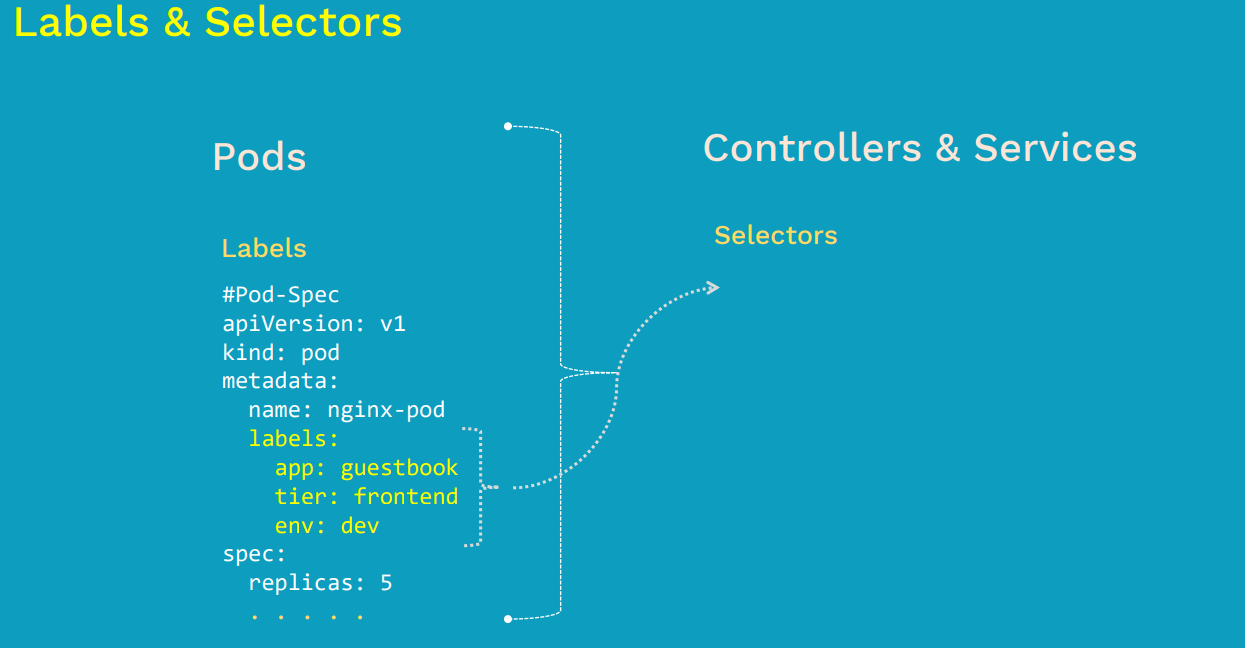 Labels & Selectors
Pods
Labels
#Pod-Spec
apiVersion: v1
kind: pod
metadata:
  name: nginx-pod
  labels:
    app: guestbook
    tier: frontend
    env: dev
spec:
  replicas: 5
  . . . . .
Controllers & Services
Selectors